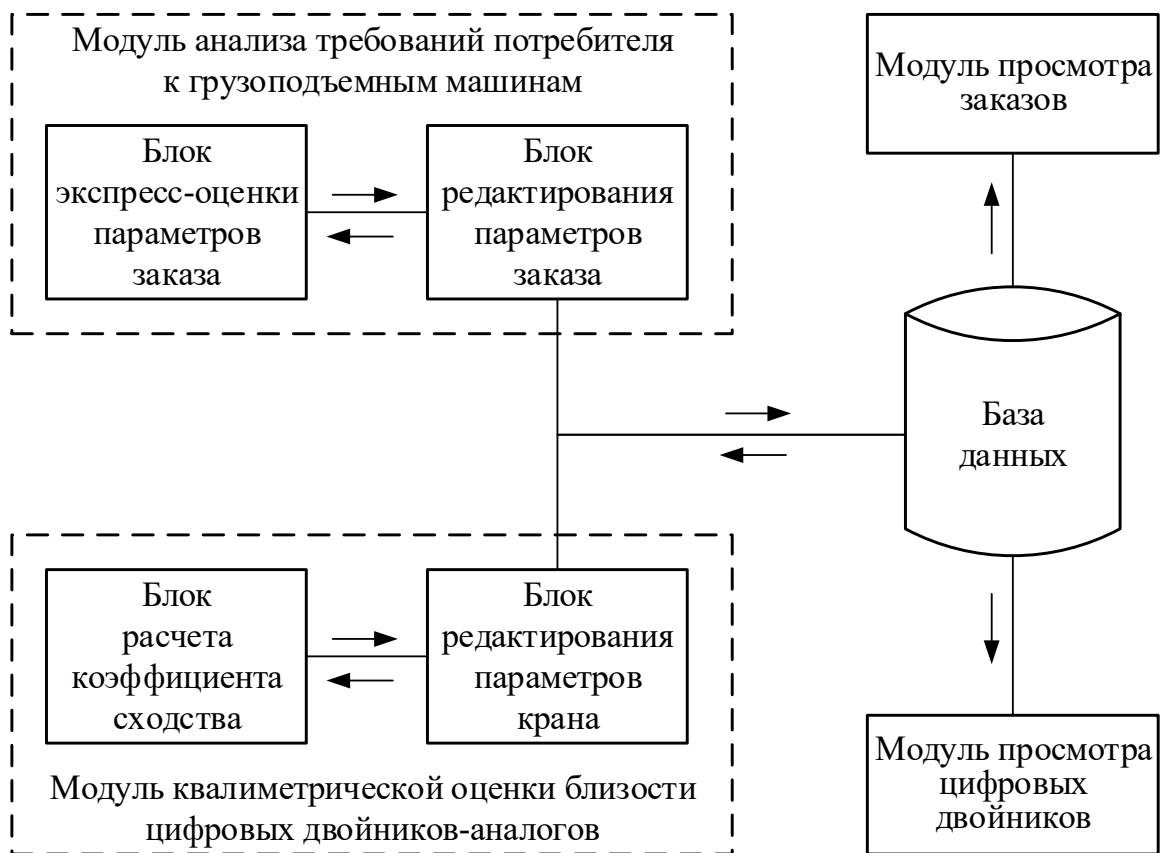 Модуль анализа требований потребителя
к грузоподъемным машинам
Блок
экспресс-оценки
параметров
заказа
Блок
редактирования
параметров
заказа
Модуль просмотра
заказов
База
данных
Блок
расчета
коэффициента
сходства
Блок
редактирования
параметров
крана
Модуль квалиметрической оценки близости
цифровых двойников-аналогов
Модуль просмотра
цифровых
двойников